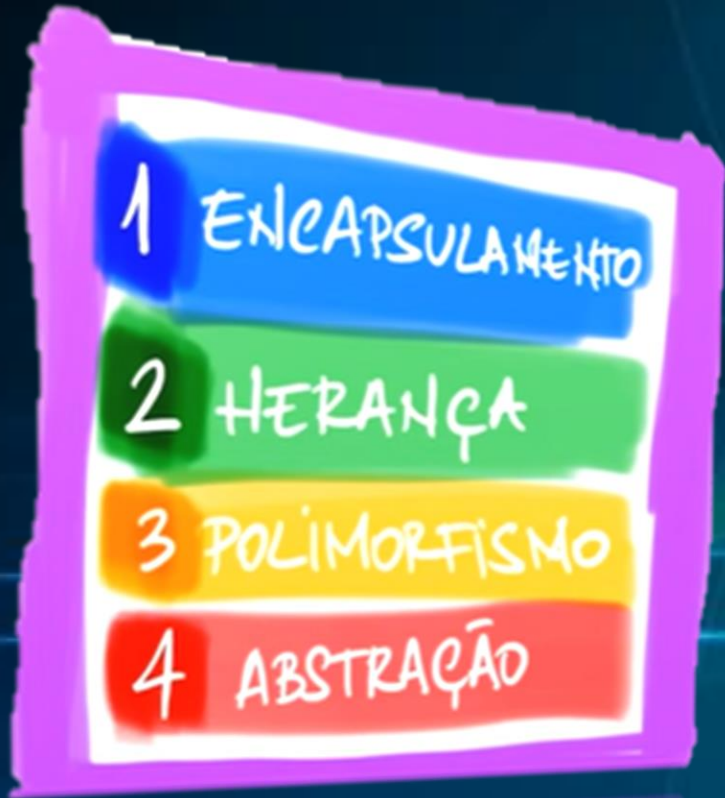 1 ENCAPSULAMENTO
2 HERANÇA
3 POLIMORFISMO
4 ABSTRAÇÃO